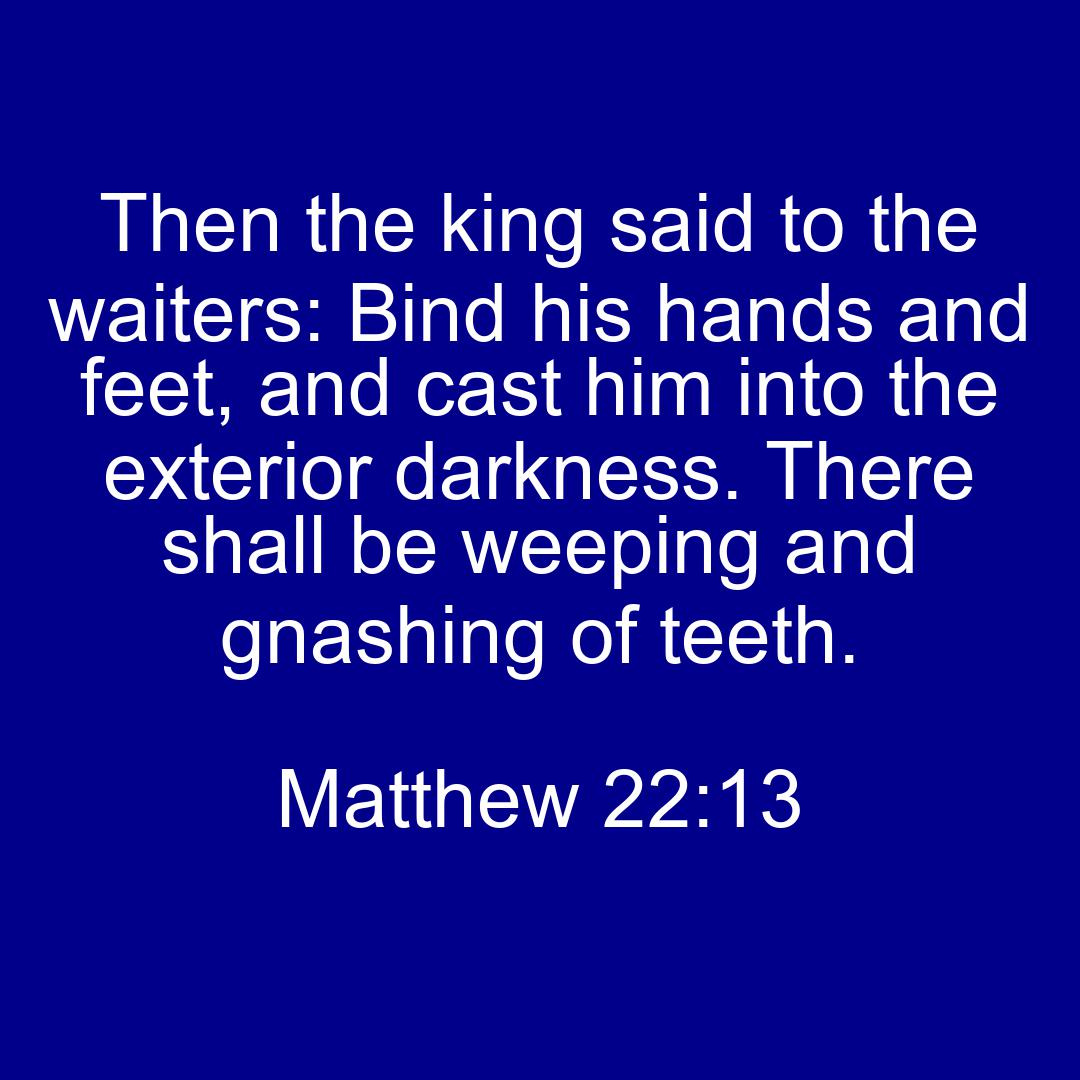 Then the king said to the
waiters: Bind his hands and
feet, and cast him into the
exterior darkness. There
shall be weeping and
gnashing of teeth.
Matthew 22:13